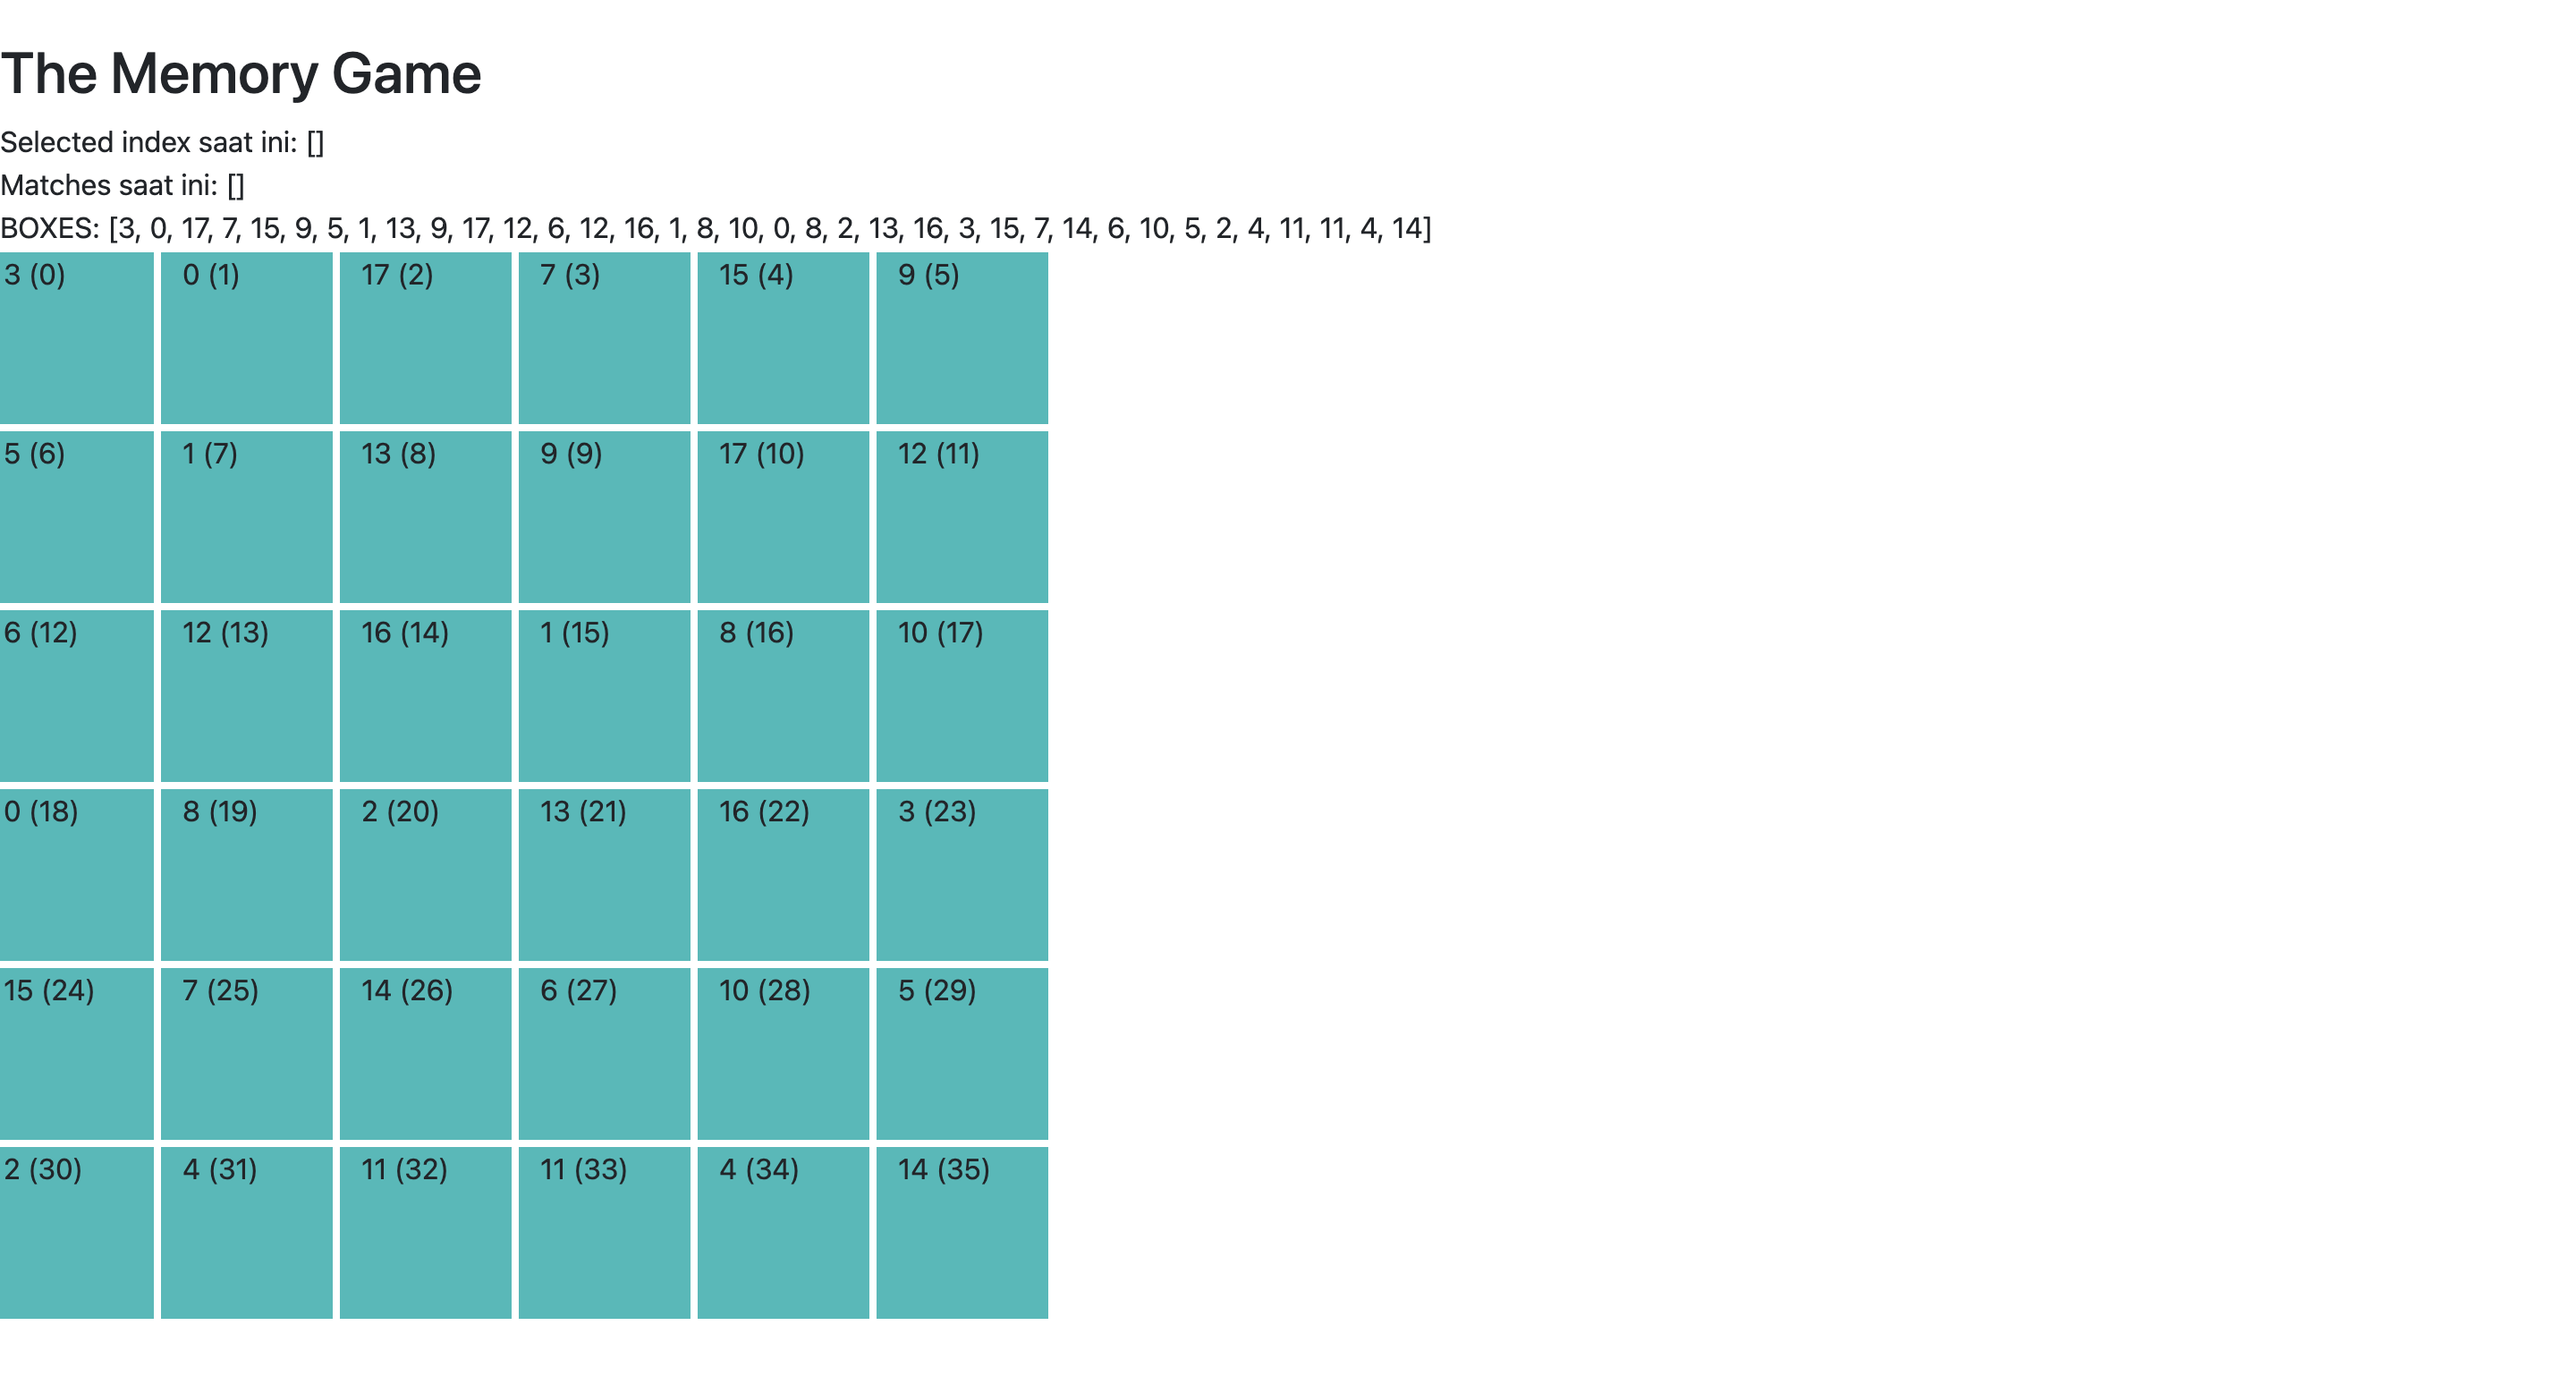 The Memory Game
Selected index saat ini: []
Matches saat ini: []
BOXES: [3, 0, 17, 7, 15, 9, 5, 1, 13, 9, 17, 12, 6, 12, 16, 1, 8, 10, 0, 8, 2, 13, 16, 3, 15, 7, 14, 6, 10, 5, 2, 4, 11, 11, 4, 14]
3 (0) 0 (1) 17 (2) 7 (3) 15 (4) 9 (5)
5 (6) 1 (7) 13 (8) 9 (9) 17 (10) 12 (11)
6 (12) 12 (13) 16 (14) 1 (15) 8 (16) 10 (17)
0 (18) 8 (19) 2 (20) 13 (21) 16 (22) 3 (23)
15 (24) 7 (25) 14 (26) 6 (27) 10 (28) 5 (29)
2 (30) 4 (31) 11 (32) 11 (33) 4 (34) 14 (35)